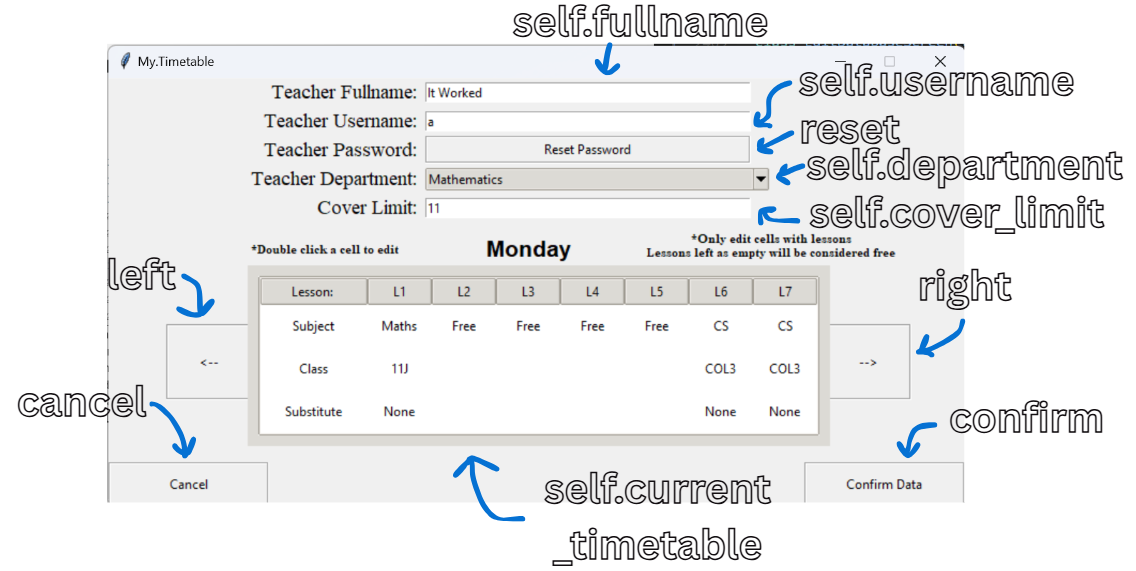 self.fullname
My.Timetable
Teacher Fullname: It Worked
self.username
Teacher Username: a
reset
Teacher Password: Reset Password
self.department
Teacher Department: Mathematics
Cover Limit: 11
self.cover_limit
*Double click a cell to edit
Monday
*Only edit cells with lessons
Lessons left as empty will be considered free
left
right
Lesson: L1 L2 L3 L4 L5 L6 L7
Subject Maths Free Free Free Free CS CS
<-- Class 11J COL3 COL3 -->
Substitute None None None
cancel
confirm
Cancel
self.current
_timetable
Confirm Data